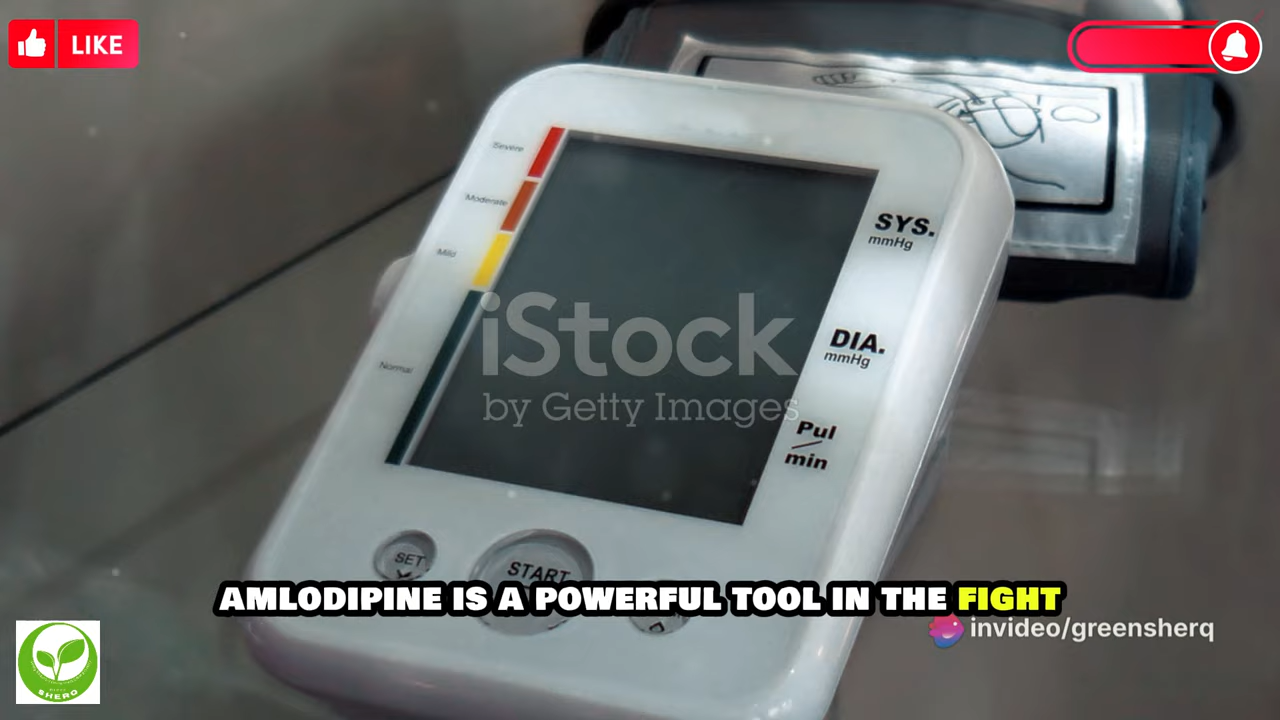 LIKE
Severe
Moderate
Mild
Normal
SYS.
mmHg
DIA.
mmHg
Pul
min
iStock
by Getty Images
SET
START
AMLODIPINE IS A POWERFUL TOOL IN THE FIGHT
invideo/greensherq
SHERQ